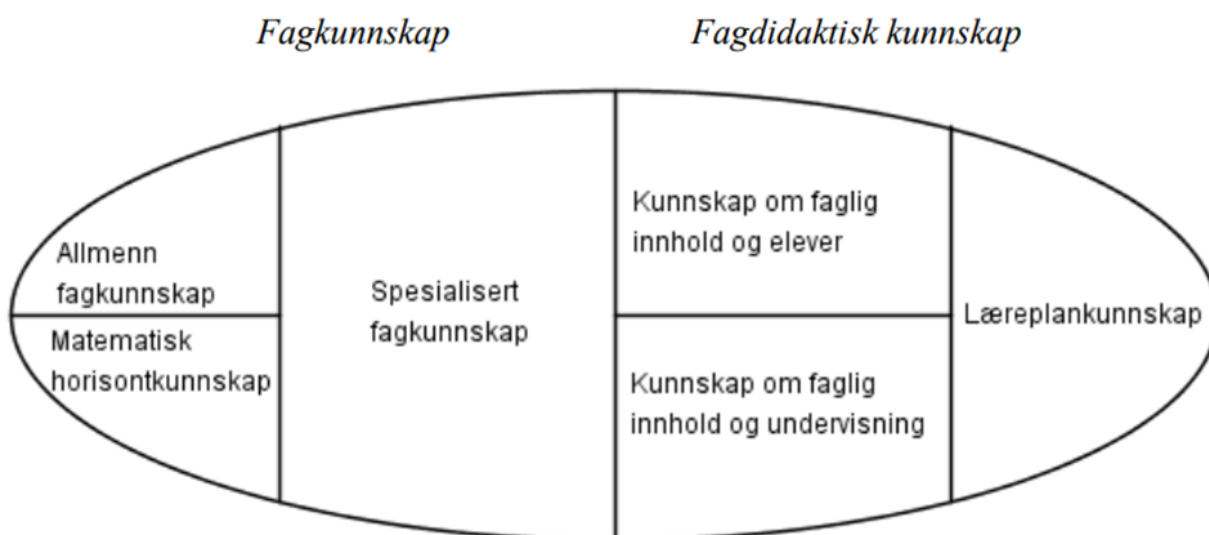 Fagkunnskap
Fagdidaktisk kunnskap
Allmenn
fagkunnskap
Matematisk
horisontkunnskap
Spesialisert
fagkunnskap
Kunnskap om faglig
innhold og elever
Kunnskap om faglig
innhold og undervisning
Læreplankunnskap